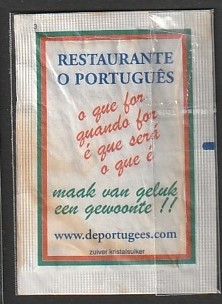 3
RESTAURANTE
O PORTUGUÊS
o que for
quando for
é que será
o que é
maak van geluk
een gewoonte !!
www.deportugees.com
zuiver kristalsuiker